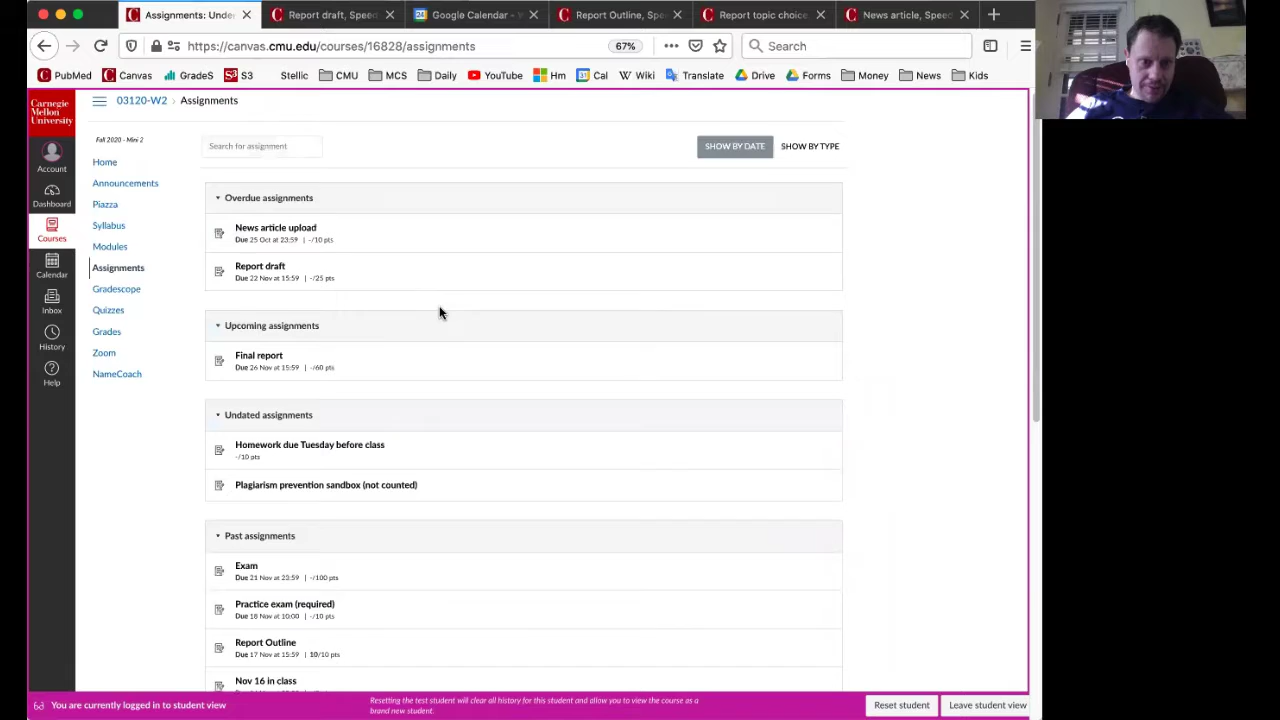 Assignments: Unde
Report draft, Speed
Google Calendar - W
Report Outline, Spe
Report topic choice
News article, Speec
https://canvas.cmu.edu/courses/16828/assignments
67%
Search
PubMed
Canvas
GradeS
S3
Stellic
CMU
MCS
Daily
YouTube
Hm
Cal
Wiki
Translate
Drive
Forms
Money
News
Kids
Carnegie
Mellon
University
03120-W2 › Assignments
Account
Dashboard
Courses
Calendar
Inbox
History
Help
Fall 2020 - Mini 2
Home
Announcements
Piazza
Syllabus
Modules
Assignments
Gradescope
Quizzes
Grades
Zoom
NameCoach
Search for assignment
SHOW BY DATE
SHOW BY TYPE
Overdue assignments
News article upload
Due 25 Oct at 23:59 | -/10 pts
Report draft
Due 22 Nov at 15:59 | -/25 pts
Upcoming assignments
Final report
Due 26 Nov at 15:59 | -/60 pts
Undated assignments
Homework due Tuesday before class
-/10 pts
Plagiarism prevention sandbox (not counted)
Past assignments
Exam
Due 21 Nov at 23:59 | -/100 pts
Practice exam (required)
Due 18 Nov at 10:00 | -/10 pts
Report Outline
Due 17 Nov at 15:59 | 10/10 pts
Nov 16 in class
You are currently logged in to student view
Resetting the test student will clear all history for this student and allow you to view the course as a
brand new student.
Reset student
Leave student view